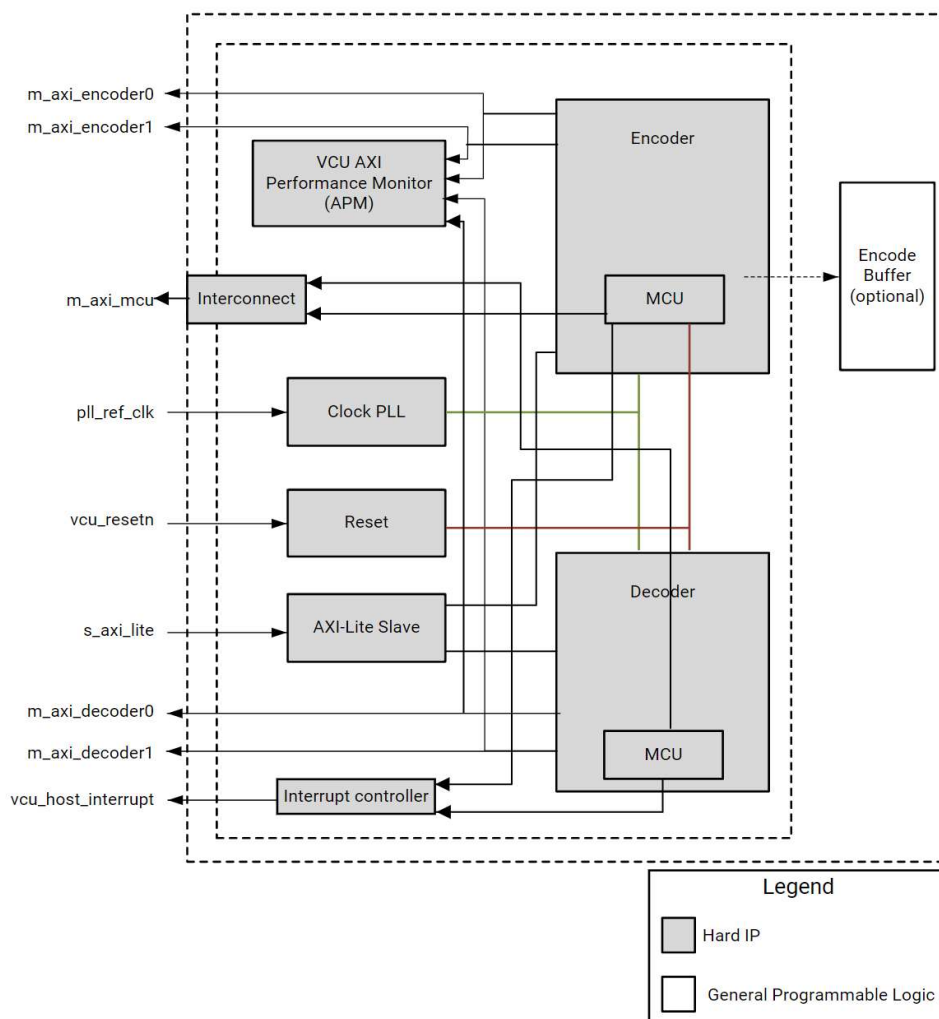 m_axi_encoder0
m_axi_encoder1
VCU AXI
Performance Monitor
(APM)
Encoder
Encode
Buffer
(optional)
m_axi_mcu
Interconnect
MCU
pll_ref_clk
Clock PLL
vcu_resetn
Reset
Decoder
s_axi_lite
AXI-Lite Slave
m_axi_decoder0
m_axi_decoder1
MCU
vcu_host_interrupt
Interrupt controller
Legend
Hard IP
General Programmable Logic